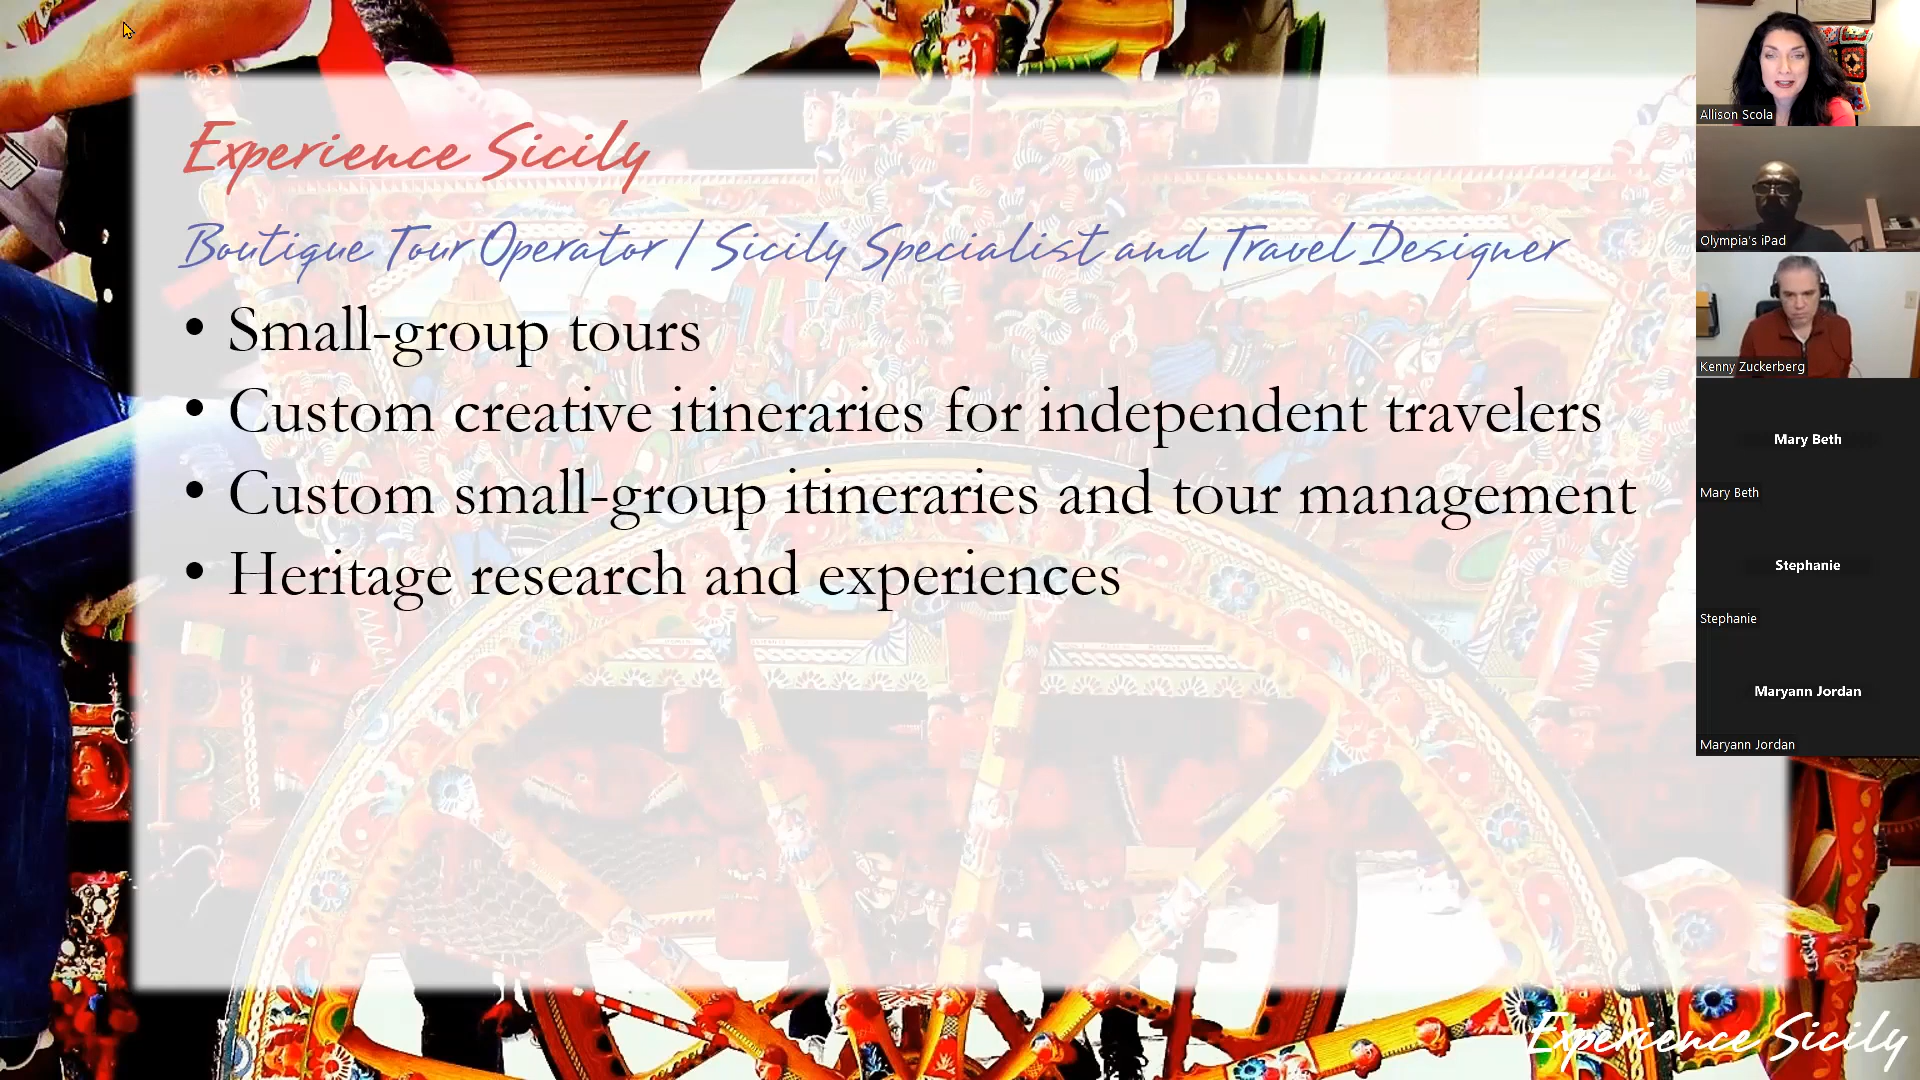 Experience Sicily
Boutique Tour Operator | Sicily Specialist and Travel Designer
• Small-group tours
• Custom creative itineraries for independent travelers
• Custom small-group itineraries and tour management
• Heritage research and experiences
Allison Scola
Olympia's iPad
Kenny Zuckerberg
Mary Beth
Mary Beth
Stephanie
Stephanie
Maryann Jordan
Maryann Jordan
Experience Sicily